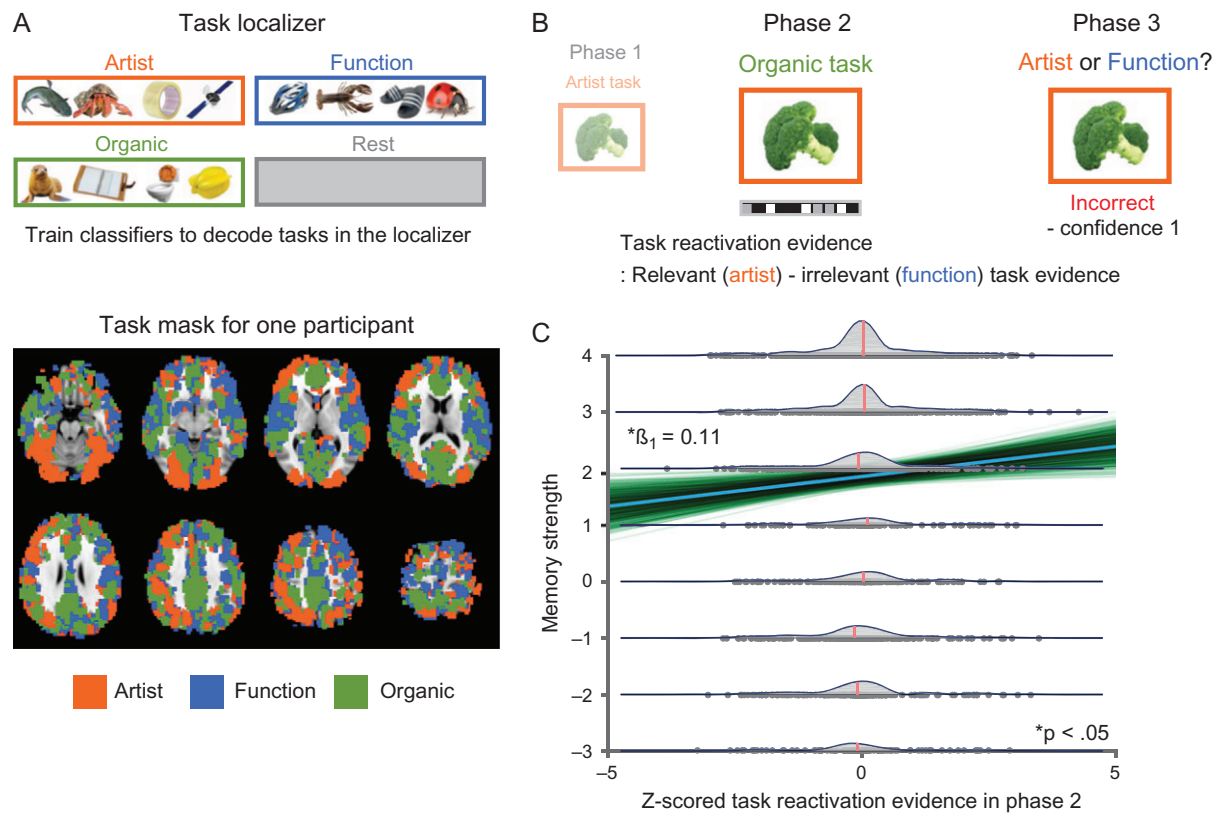 A
Task localizer
Artist
Function
Organic
Rest
Train classifiers to decode tasks in the localizer
Task mask for one participant
Artist
Function
Organic
B
Phase 1
Artist task
Phase 2
Organic task
Phase 3
Artist or Function?
Incorrect
- confidence 1
Task reactivation evidence
: Relevant (artist) - irrelevant (function) task evidence
C
Memory strength
4
3
*ß₁ = 0.11
2
1
0
–1
–2
*p < .05
–3
–5
0
5
Z-scored task reactivation evidence in phase 2